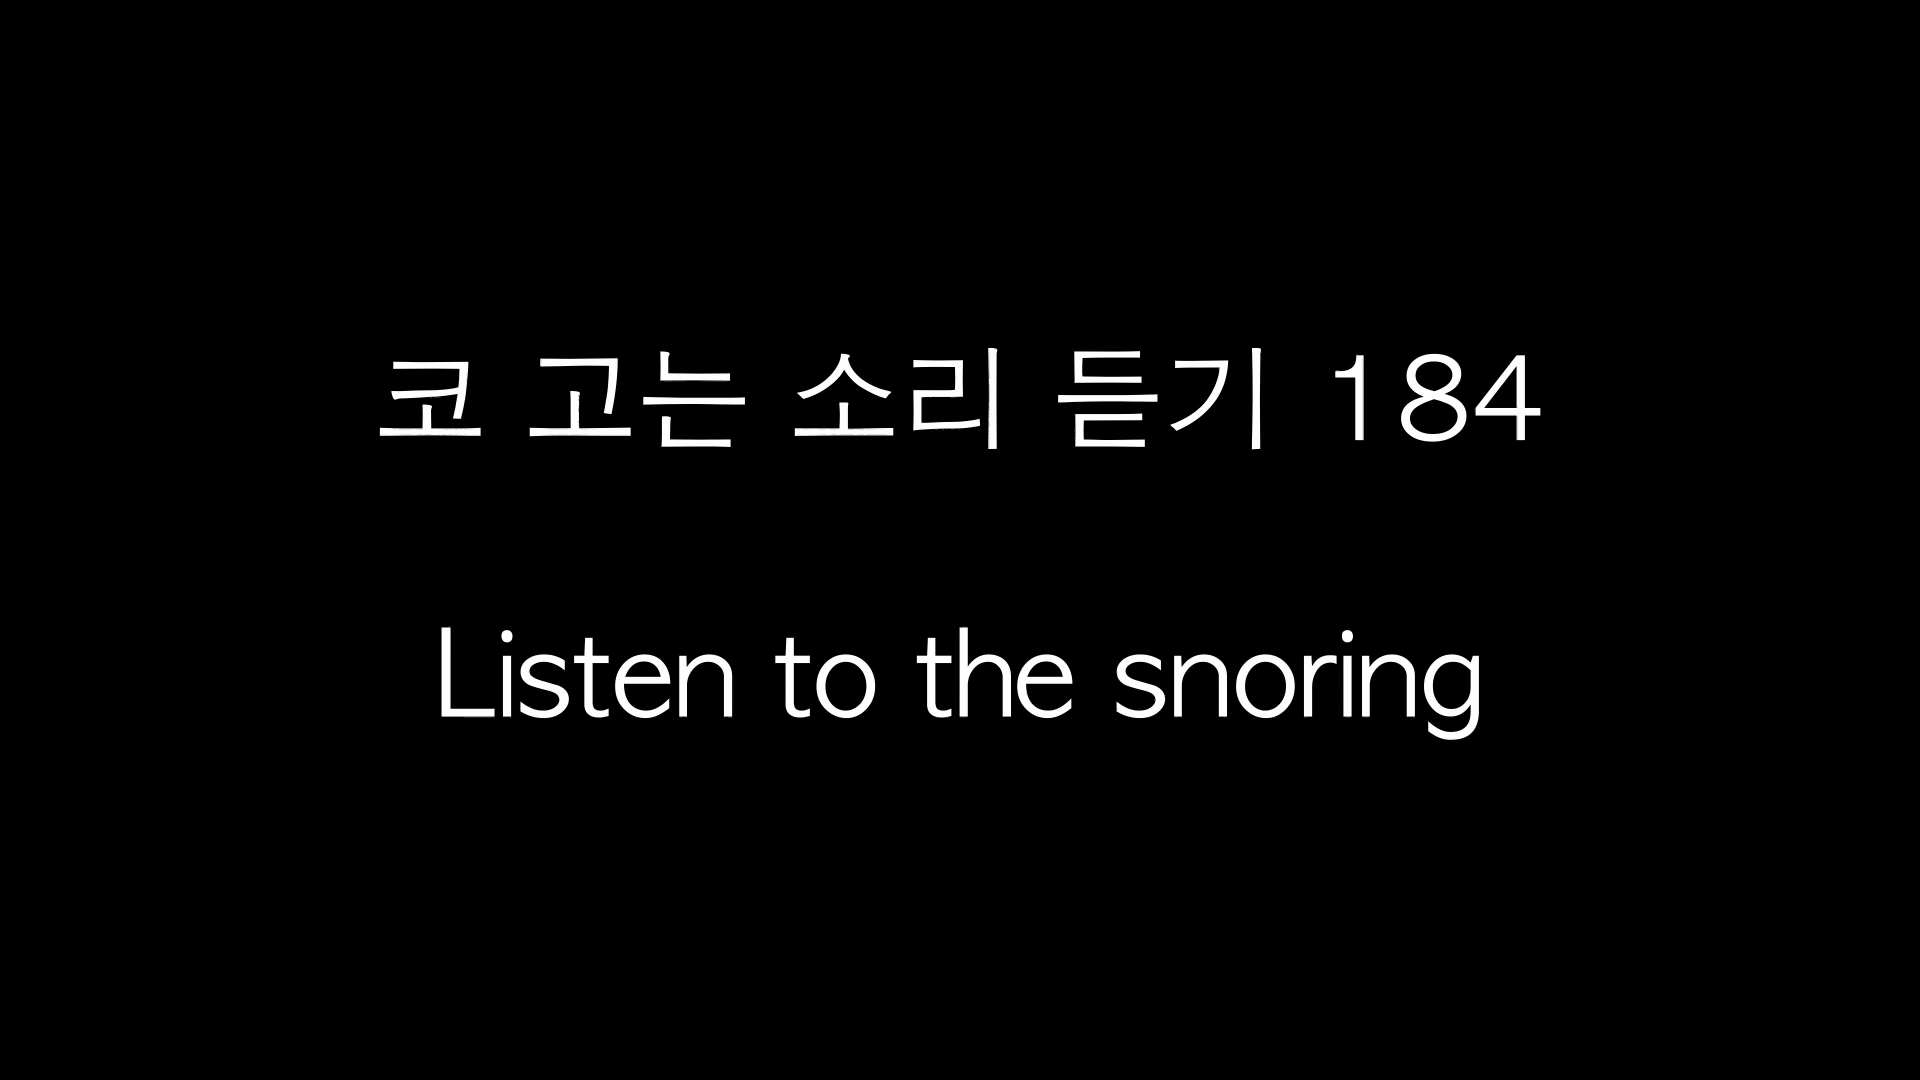 코 고는 소리 듣기 184
Listen to the snoring